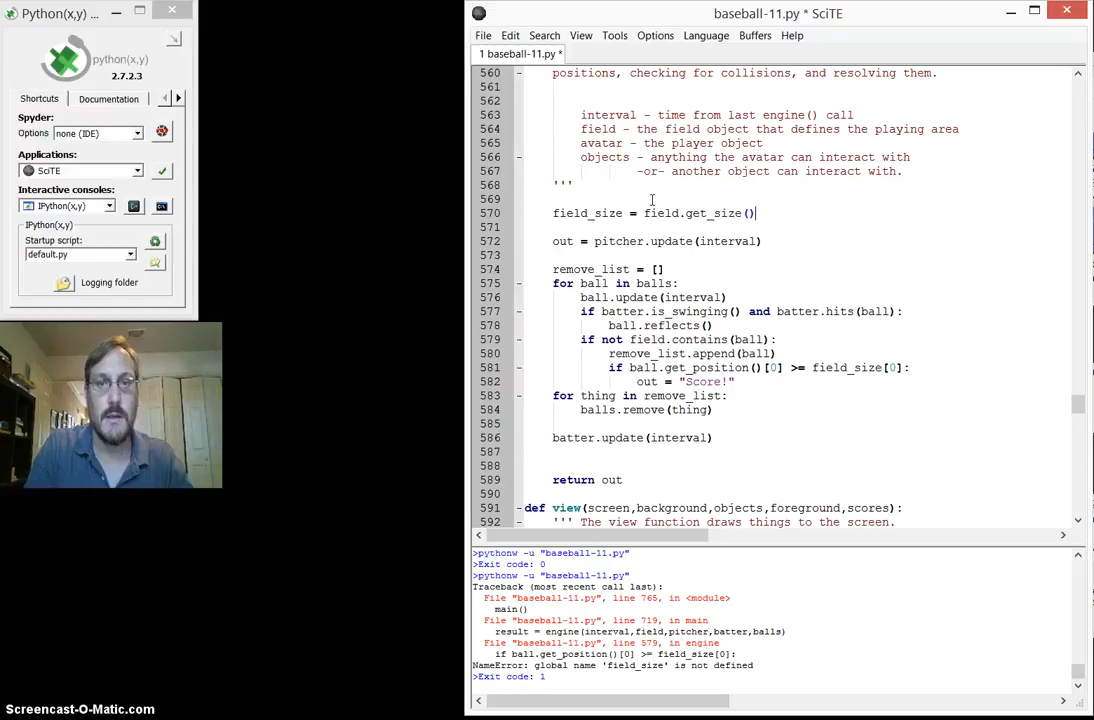 Python(x,y) ...
python(x,y)
2.7.2.3
Shortcuts
Documentation
Spyder:
Options
none (IDE)
Applications:
SciTE
Interactive consoles:
IPython(x,y)
IPython(x,y)
Startup script:
default.py
Logging folder
baseball-11.py * SciTE
File Edit Search View Tools Options Language Buffers Help
1 baseball-11.py *
560 positions, checking for collisions, and resolving them.
561
562
563 interval - time from last engine() call
564 field - the field object that defines the playing area
565 avatar - the player object
566 objects - anything the avatar can interact with
567 -or- another object can interact with.
568 '''
569
570 field_size = field.get_size()
571
572 out = pitcher.update(interval)
573
574 remove_list = []
575 for ball in balls:
576 ball.update(interval)
577 if batter.is_swinging() and batter.hits(ball):
578 ball.reflects()
579 if not field.contains(ball):
580 remove_list.append(ball)
581 if ball.get_position()[0] >= field_size[0]:
582 out = "Score!"
583 for thing in remove_list:
584 balls.remove(thing)
585
586 batter.update(interval)
587
588
589 return out
590
591 def view(screen,background,objects,foreground,scores):
592 ''' The view function draws things to the screen.
>pythonw -u "baseball-11.py"
>Exit code: 0
>pythonw -u "baseball-11.py"
Traceback (most recent call last):
File "baseball-11.py", line 765, in <module>
main()
File "baseball-11.py", line 719, in main
result = engine(interval,field,pitcher,batter,balls)
File "baseball-11.py", line 579, in engine
if ball.get_position()[0] >= field_size[0]:
NameError: global name 'field_size' is not defined
>Exit code: 1
Screencast-O-Matic.com